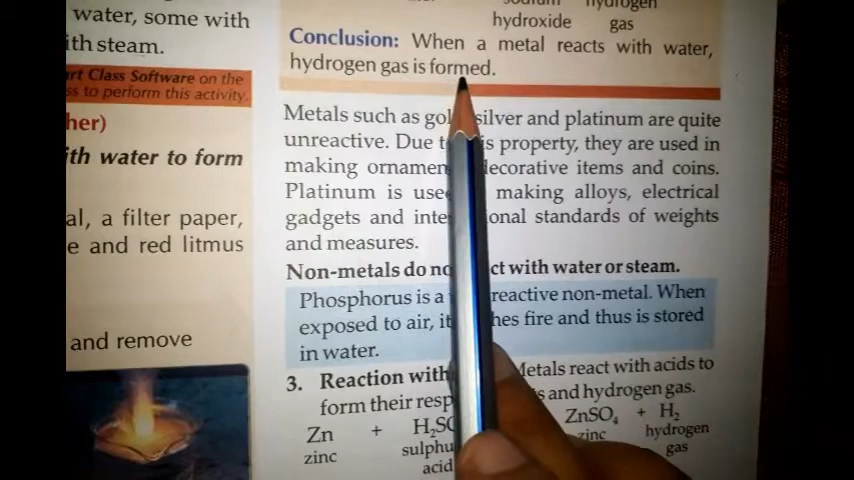 water, some with
ith steam.
rt Class Software on the
ss to perform this activity.
her)
ith water to form
al, a filter paper,
e and red litmus
and remove
hydrogen
hydroxide gas
Conclusion: When a metal reacts with water,
hydrogen gas is formed.
Metals such as gol silver and platinum are quite
unreactive. Due t is property, they are used in
making ornamen decorative items and coins.
Platinum is use making alloys, electrical
gadgets and inte onal standards of weights
and measures.
Non-metals do no ct with water or steam.
Phosphorus is a reactive non-metal. When
exposed to air, it hes fire and thus is stored
in water.
3. Reaction with Metals react with acids to
form their resp s and hydrogen gas.
Zn + H₂SO ZnSO₄ + H₂
zinc sulphu zinc hydrogen
acid gas